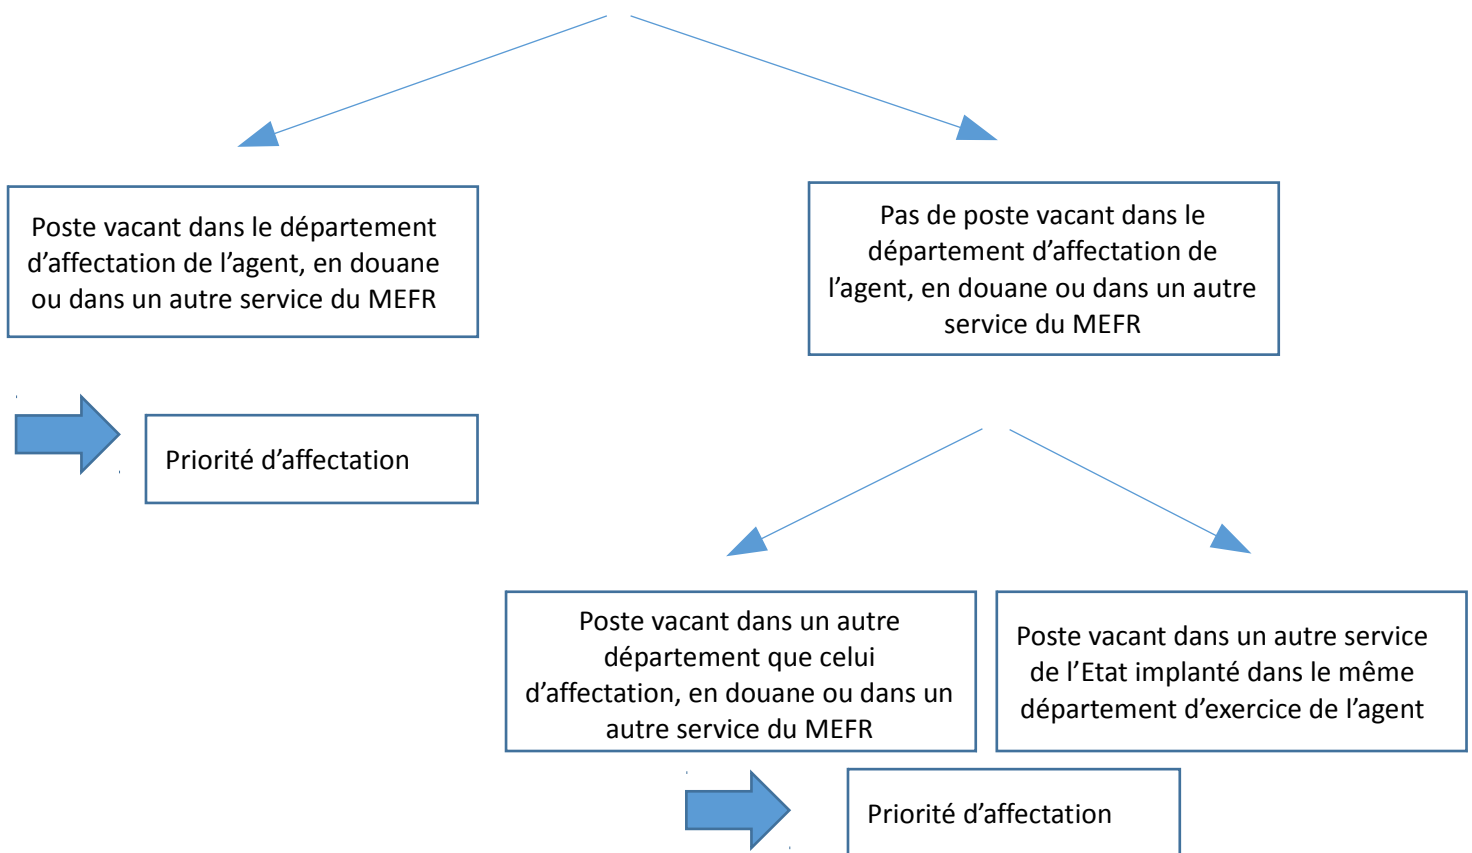 Poste vacant dans le département
d’affectation de l’agent, en douane
ou dans un autre service du MEFR
Pas de poste vacant dans le
département d’affectation de
l’agent, en douane ou dans un autre
service du MEFR
Priorité d’affectation
Poste vacant dans un autre
département que celui
d’affectation, en douane ou dans un
autre service du MEFR
Poste vacant dans un autre service
de l’Etat implanté dans le même
département d’exercice de l’agent
Priorité d’affectation